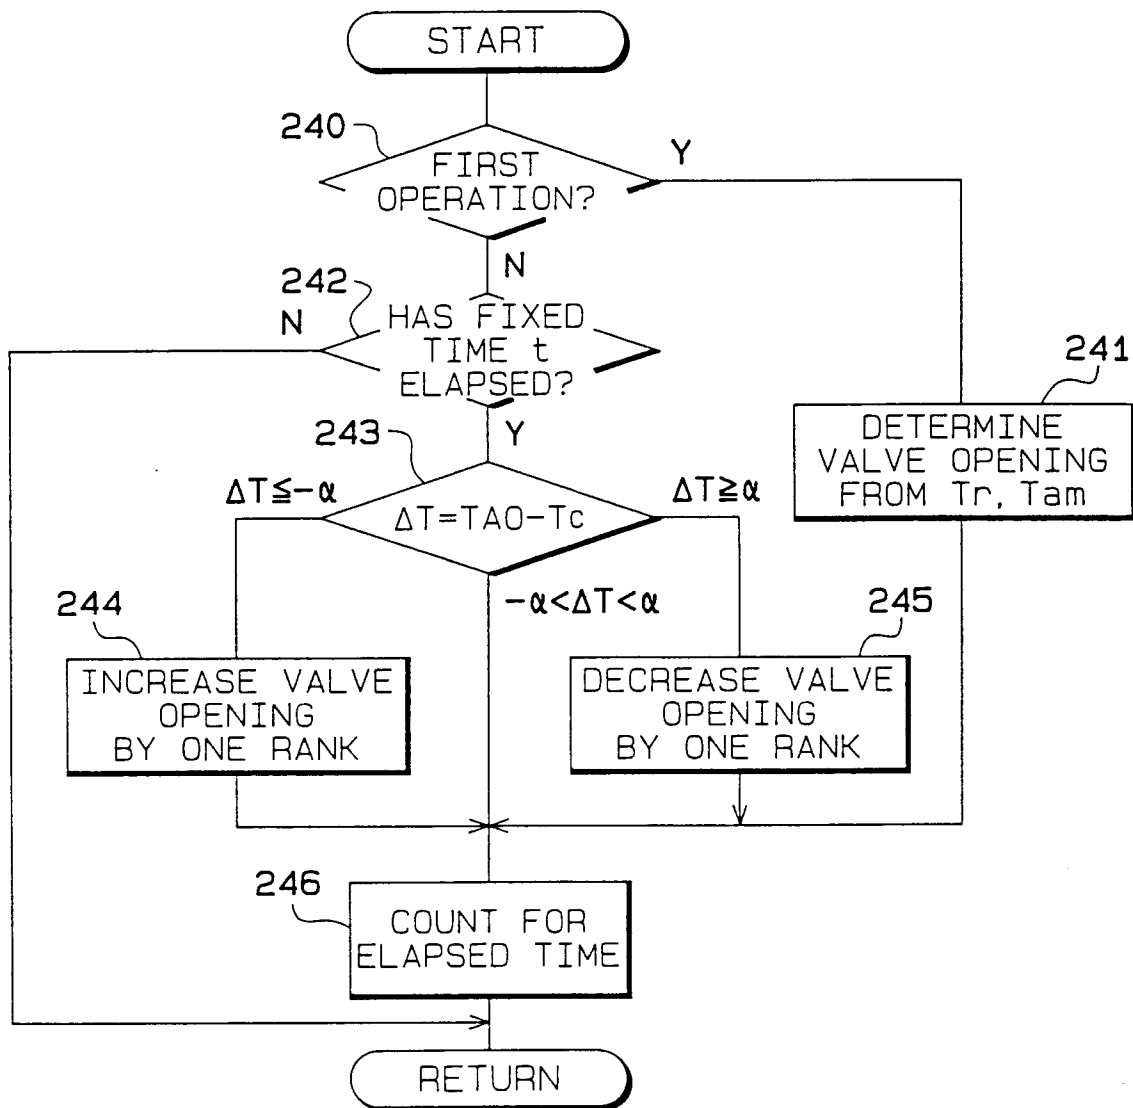 START
240
Y
FIRST
OPERATION?
N
242
N
HAS FIXED
TIME t
ELAPSED?
241
DETERMINE
VALVE OPENING
FROM Tr, Tam
243
Y
ΔT≦-α
ΔT=TAO-Tc
ΔT≧α
-α<ΔT<α
244
INCREASE VALVE
OPENING
BY ONE RANK
245
DECREASE VALVE
OPENING
BY ONE RANK
246
COUNT FOR
ELAPSED TIME
RETURN